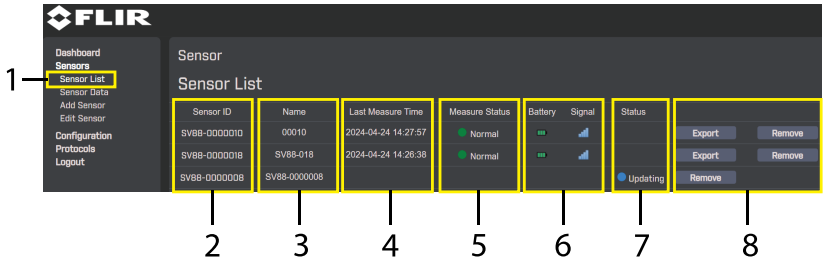 FLIR
Dashboard
Sensors
Sensor List
Sensor Data
Add Sensor
Edit Sensor
Configuration
Protocols
Logout
Sensor
Sensor List
Sensor ID Name Last Measure Time Measure Status Battery Signal Status
SV88-0000010 00010 2024-04-24 14:27:57 Normal Export Remove
SV88-0000018 SV88-018 2024-04-24 14:26:38 Normal Export Remove
SV88-0000008 SV88-0000008 Updating Remove
1
2 3 4 5 6 7 8